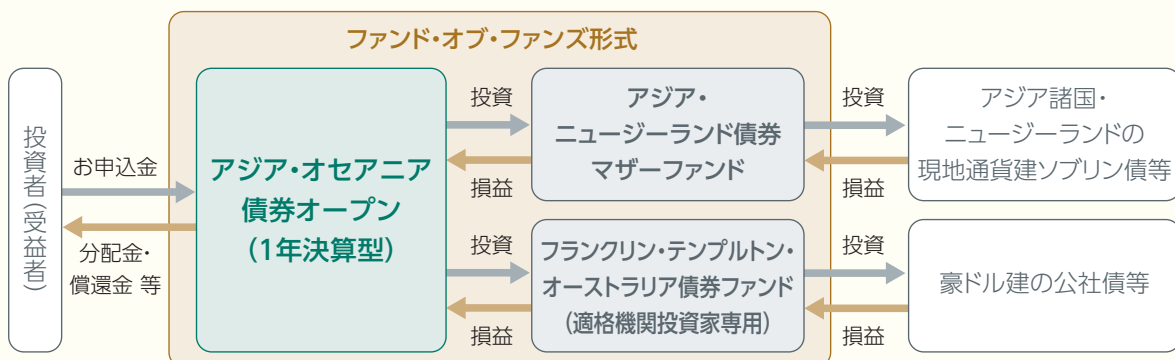 ファンド・オブ・ファンズ形式
投資者(受益者)
お申込金
分配金・
償還金 等
アジア・オセアニア
債券オープン
(1年決算型)
投資
損益
アジア・
ニュージーランド債券
マザーファンド
投資
損益
アジア諸国・
ニュージーランドの
現地通貨建ソブリン債等
投資
損益
フランクリン・テンプルトン・
オーストラリア債券ファンド
(適格機関投資家専用)
投資
損益
豪ドル建の公社債等